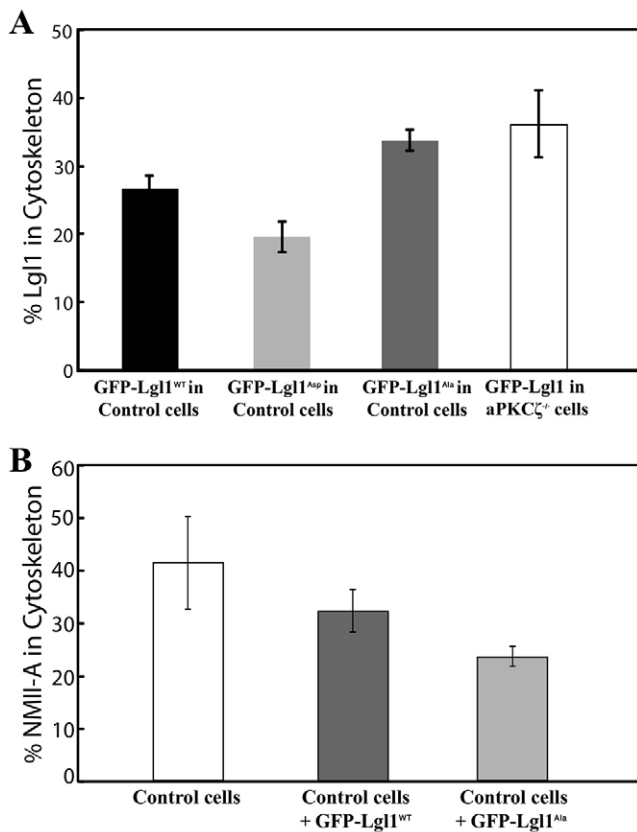 A
% Lgl1 in Cytoskeleton
50
40
30
20
10
0
GFP-Lgl1ᵂᵀ in
Control cells
GFP-Lgl1ᴬˢᵖ in
Control cells
GFP-Lgl1ᴬˡᵃ in
Control cells
GFP-Lgl1 in
aPKCζ⁻/⁻ cells
B
% NMII-A in Cytoskeleton
60
50
40
30
20
10
0
Control cells
Control cells
+ GFP-Lgl1ᵂᵀ
Control cells
+ GFP-Lgl1ᴬˡᵃ